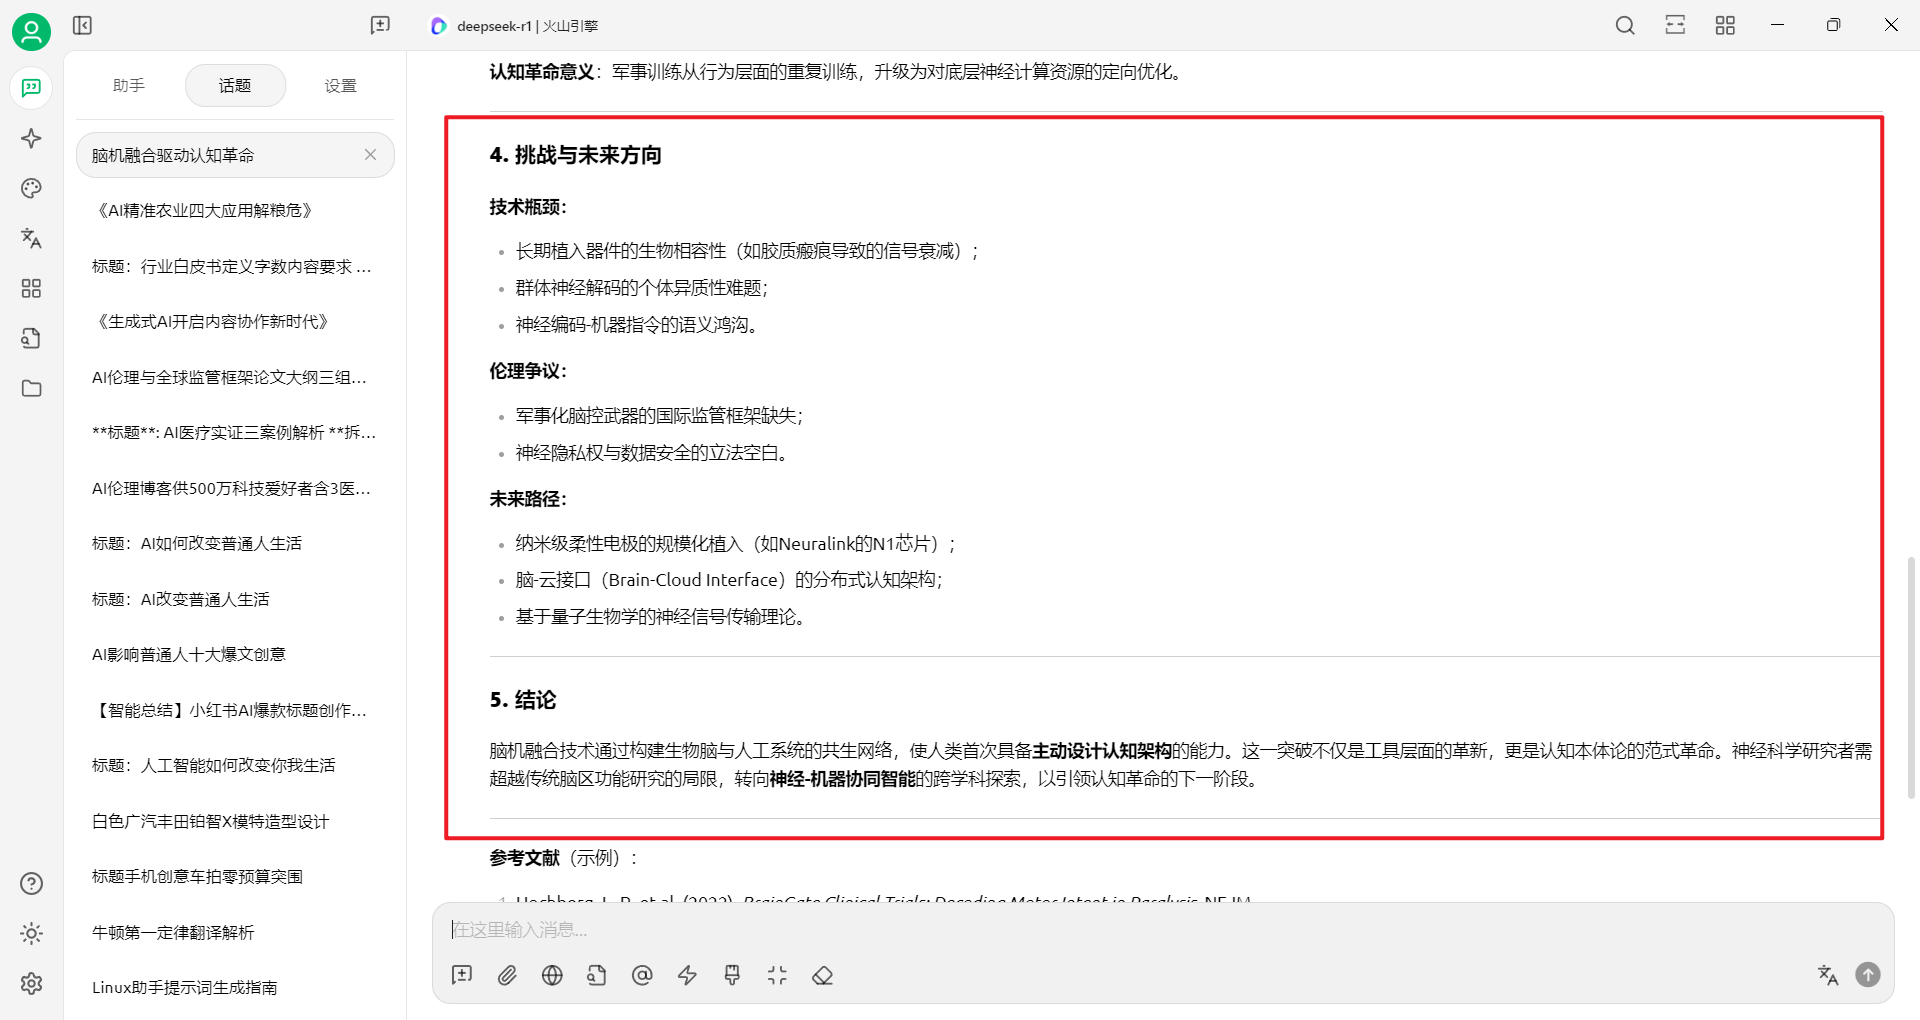 deepseek-r1 | 火山引擎
助手
话题
设置
脑机融合驱动认知革命
《AI精准农业四大应用解粮危》
标题：行业白皮书定义字数内容要求 ...
《生成式AI开启内容协作新时代》
AI伦理与全球监管框架论文大纲三组...
**标题**: AI医疗实证三案例解析 **拆...
AI伦理博客供500万科技爱好者含3医...
标题：AI如何改变普通人生活
标题：AI改变普通人生活
AI影响普通人十大爆文创意
【智能总结】小红书AI爆款标题创作...
标题：人工智能如何改变你我生活
白色广汽丰田铂智X模特造型设计
标题手机创意车拍零预算突围
牛顿第一定律翻译解析
Linux助手提示词生成指南
认知革命意义：军事训练从行为层面的重复训练，升级为对底层神经计算资源的定向优化。
4. 挑战与未来方向
技术瓶颈：
长期植入器件的生物相容性（如胶质瘢痕导致的信号衰减）；
群体神经解码的个体异质性难题；
神经编码-机器指令的语义鸿沟。
伦理争议：
军事化脑控武器的国际监管框架缺失；
神经隐私权与数据安全的立法空白。
未来路径：
纳米级柔性电极的规模化植入（如Neuralink的N1芯片）；
脑-云接口（Brain-Cloud Interface）的分布式认知架构；
基于量子生物学的神经信号传输理论。
5. 结论
脑机融合技术通过构建生物脑与人工系统的共生网络，使人类首次具备主动设计认知架构的能力。这一突破不仅是工具层面的革新，更是认知本体论的范式革命。神经科学研究者需
超越传统脑区功能研究的局限，转向神经-机器协同智能的跨学科探索，以引领认知革命的下一阶段。
参考文献（示例）：
1. Hochberg, L. R. et al. (2022). BrainGate Clinical Trials: Decoding Motor Intent in Paralysis. NEJM.
在这里输入消息...